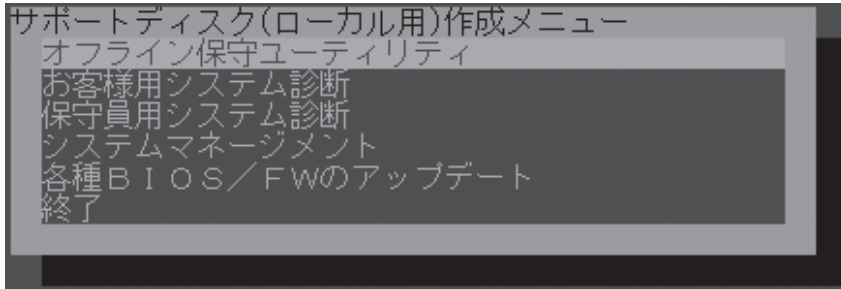 サポートディスク(ローカル用)作成メニュー
オフライン保守ユーティリティ
お客様用システム診断
保守員用システム診断
システムマネージメント
各種ＢＩＯＳ／ＦＷのアップデート
終了